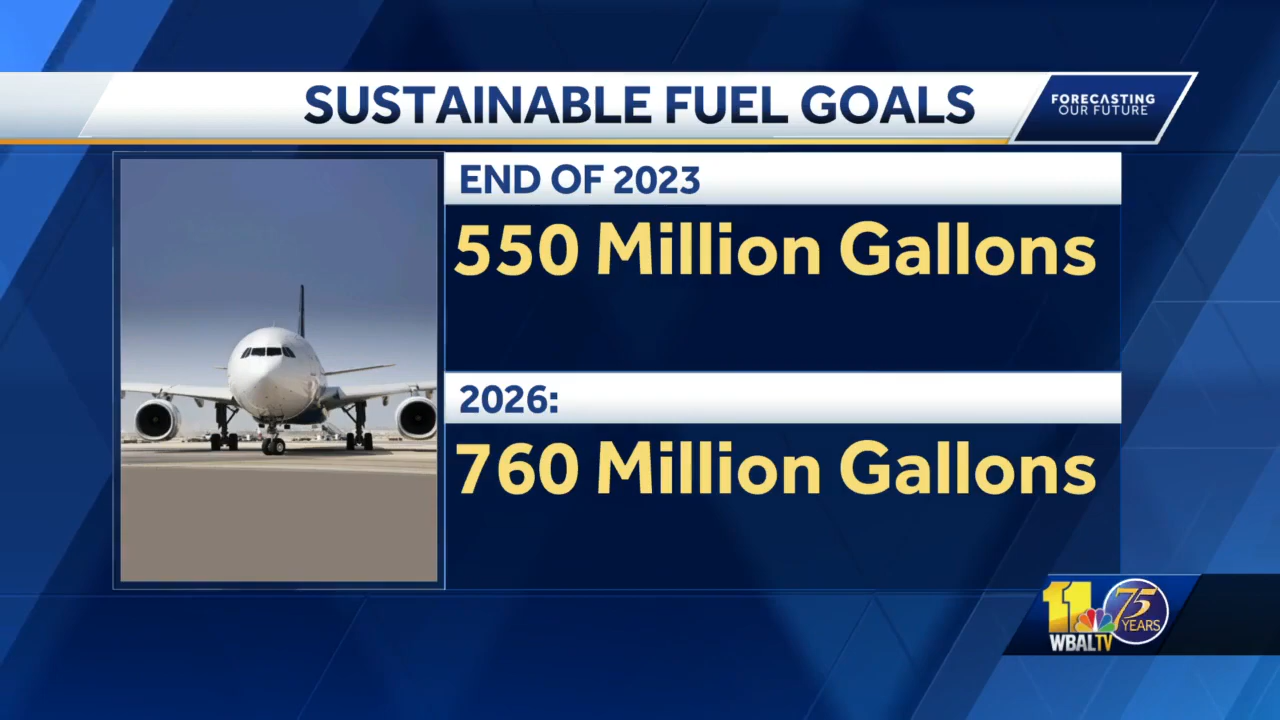 SUSTAINABLE FUEL GOALS
FORECASTING
OUR FUTURE
END OF 2023
550 Million Gallons
2026:
760 Million Gallons
11
75
YEARS
WBALTV